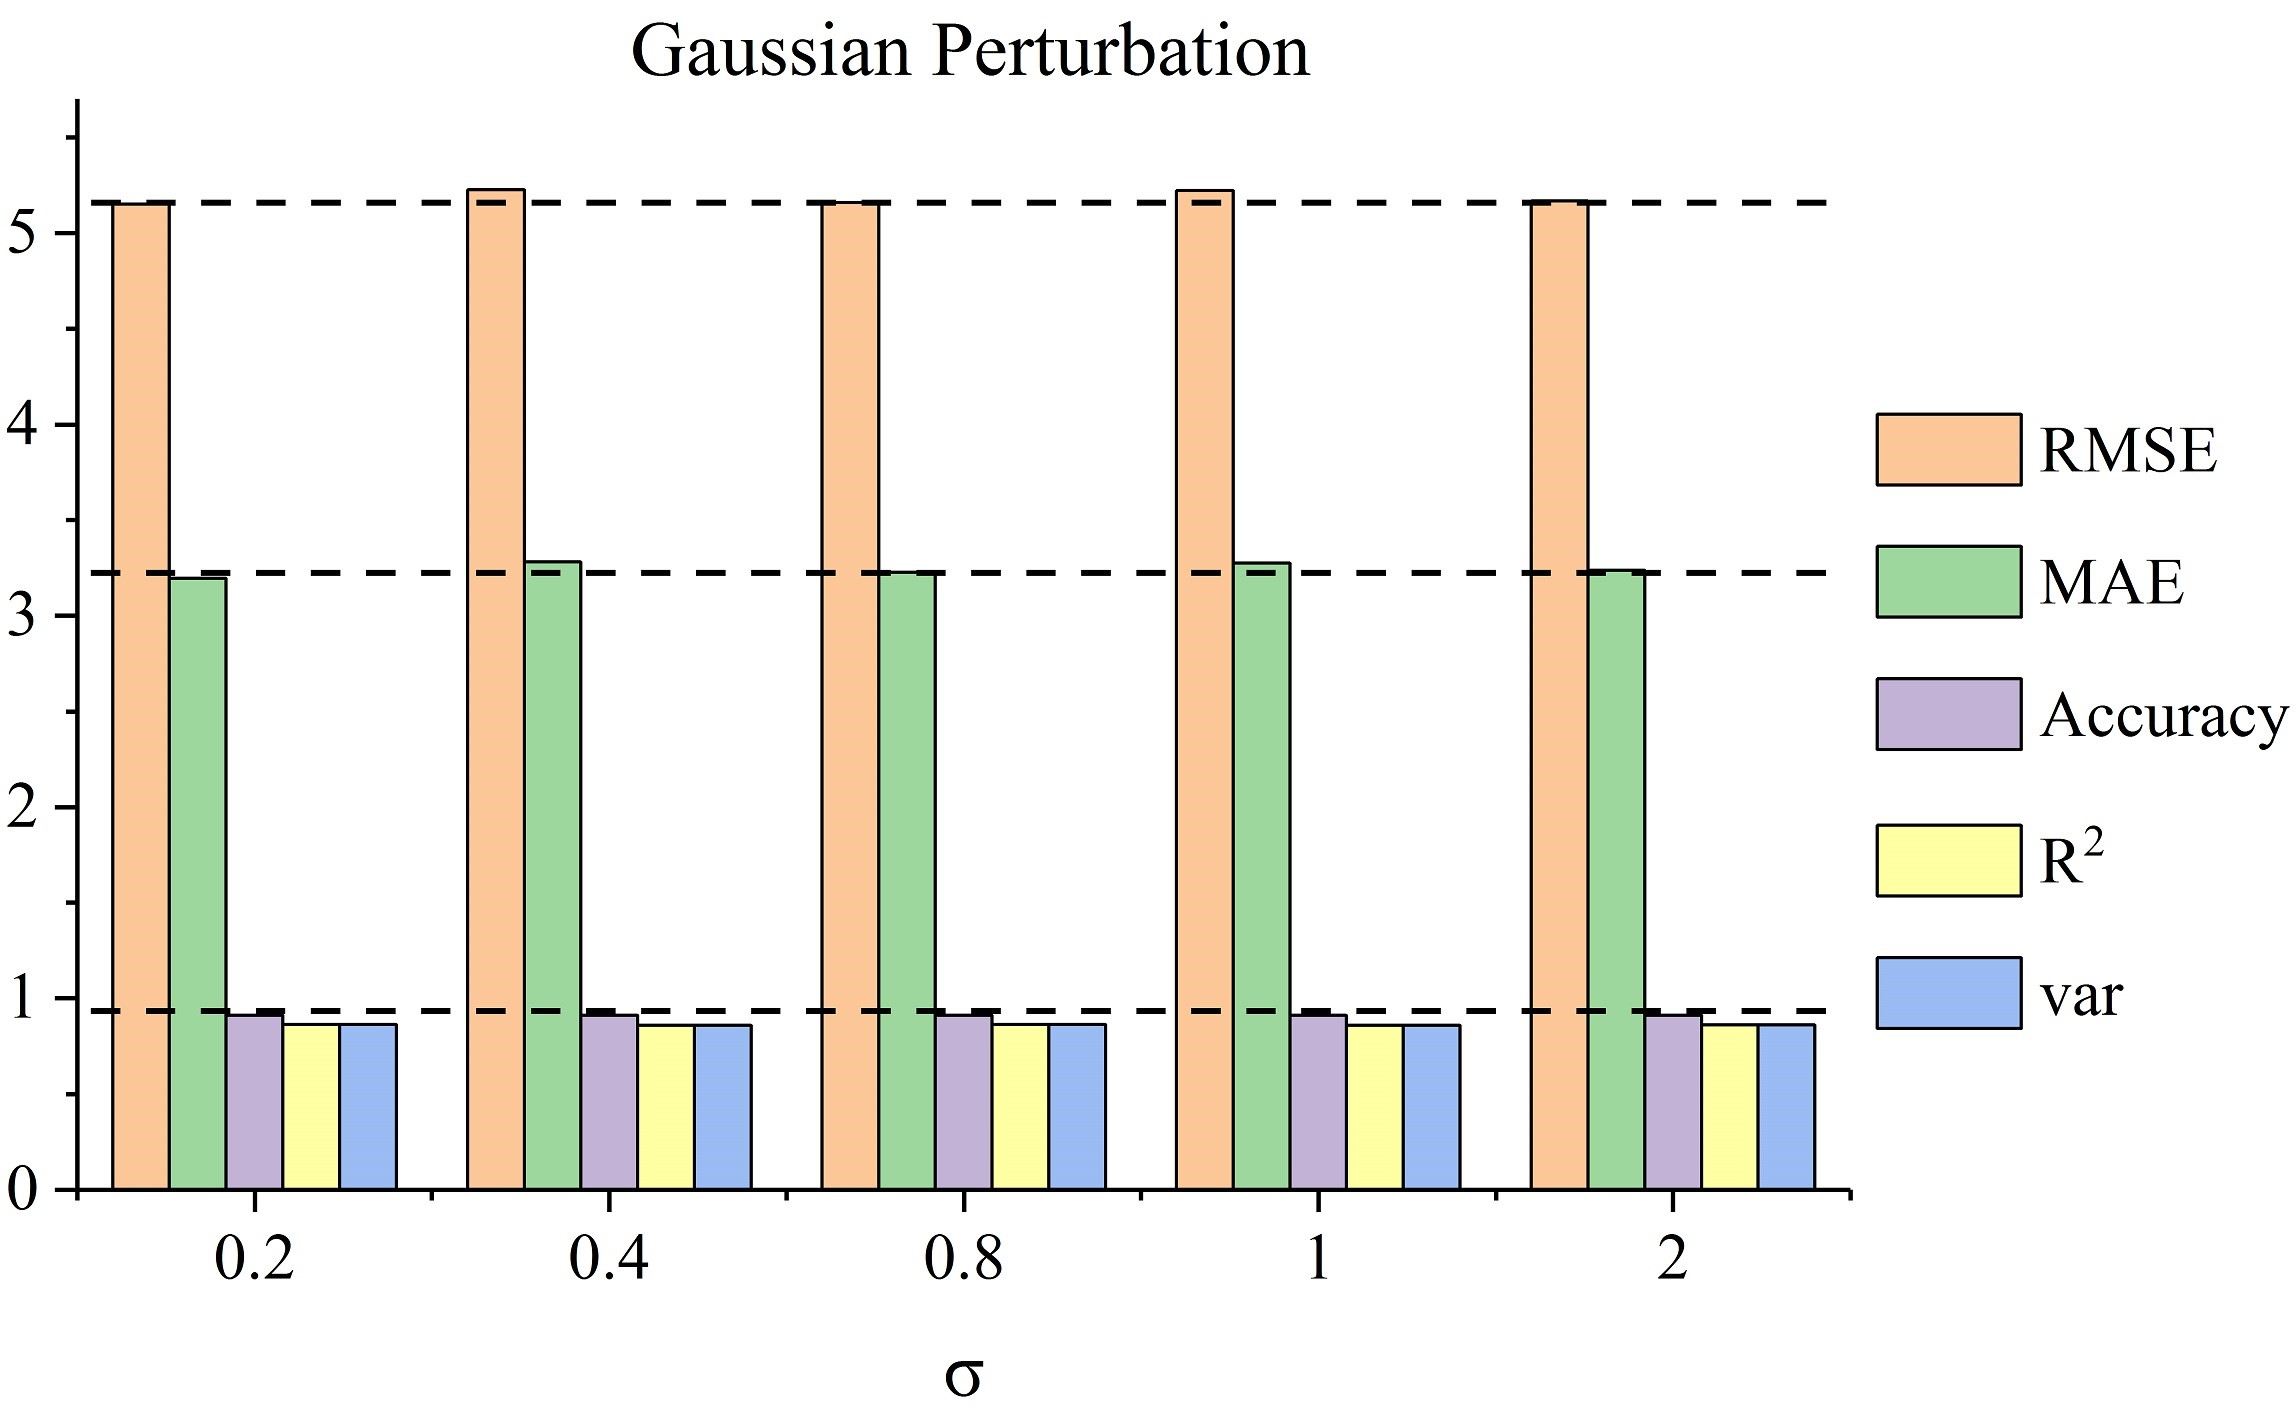 Gaussian Perturbation
5
4
3
2
1
0
0.2 0.4 0.8 1 2
σ
RMSE
MAE
Accuracy
R²
var